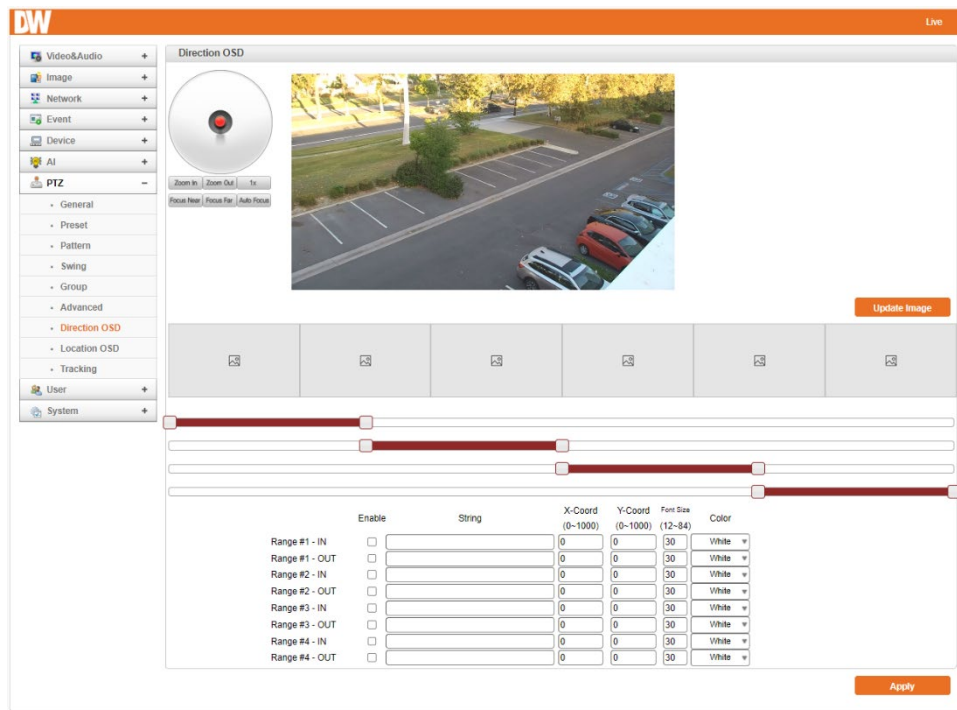 DW
Live
Video&Audio +
Direction OSD
Image +
Network +
Event +
Device +
AI +
PTZ -
General
Preset
Pattern
Swing
Group
Advanced
Direction OSD
Location OSD
Tracking
User +
System +
Zoom In Zoom Out 1x
Focus Near Focus Far Auto Focus
Update Image
Enable String X-Coord (0~1000) Y-Coord (0~1000) Font Size (12~84) Color
Range #1 - IN 0 0 30 White
Range #1 - OUT 0 0 30 White
Range #2 - IN 0 0 30 White
Range #2 - OUT 0 0 30 White
Range #3 - IN 0 0 30 White
Range #3 - OUT 0 0 30 White
Range #4 - IN 0 0 30 White
Range #4 - OUT 0 0 30 White
Apply